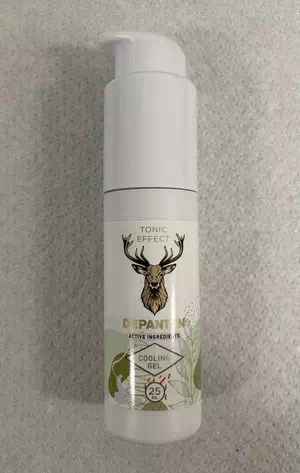 TONIC
EFFECT
DEPANTEN
ACTIVE INGREDIENTS
COOLING
GEL
25